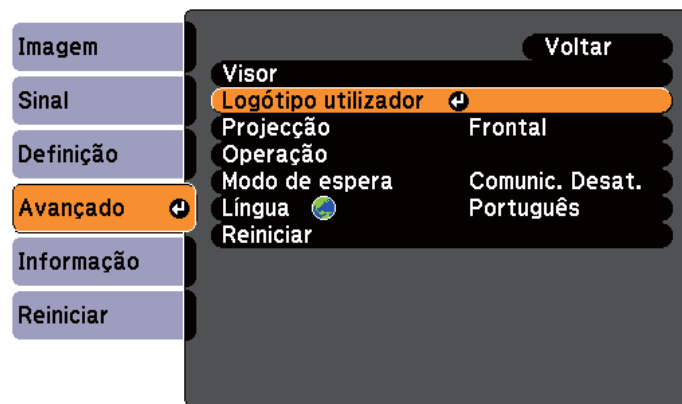 Imagem
Sinal
Definição
Avançado
Informação
Reiniciar
Voltar
Visor
Logótipo utilizador
Projecção Frontal
Operação
Modo de espera Comunic. Desat.
Língua Português
Reiniciar